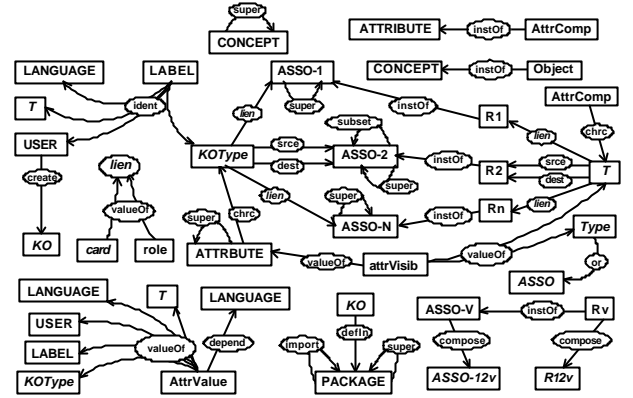 super
CONCEPT
ATTRIBUTE
instOf
AttrComp
LANGUAGE
LABEL
ASSO-1
CONCEPT
instOf
Object
T
ident
super
AttrComp
USER
lien
subset
instOf
R1
chrc
create
lien
KOType
srce
dest
ASSO-2
instOf
R2
lien
srce
dest
T
valueOf
lien
super
super
instOf
Rn
lien
KO
card
role
super
chrc
ASSO-N
Type
ATTRBUTE
valueOf
attrVisib
valueOf
or
ASSO
LANGUAGE
T
LANGUAGE
KO
ASSO-V
instOf
Rv
USER
defIn
LABEL
valueOf
depend
import
super
compose
compose
KOType
AttrValue
PACKAGE
ASSO-12v
R12v